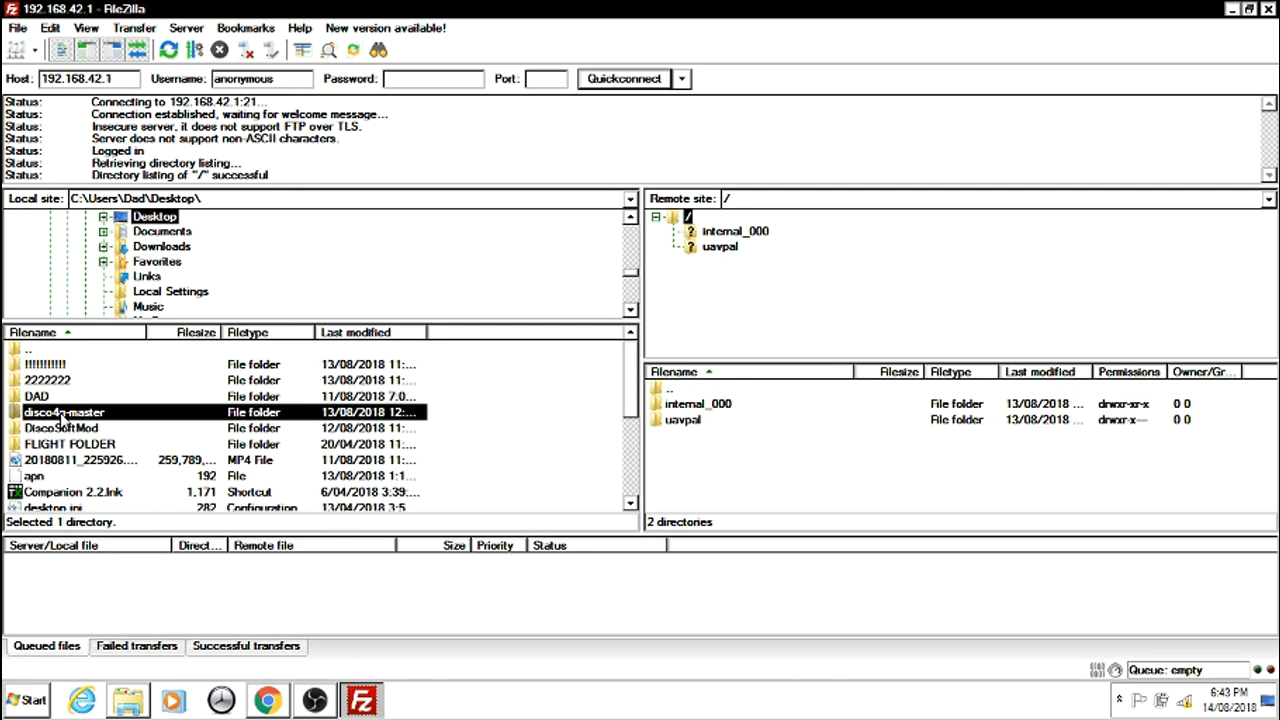 192.168.42.1 - FileZilla
File Edit View Transfer Server Bookmarks Help New version available!
Host: 192.168.42.1 Username: anonymous Password: Port: Quickconnect
Status: Connecting to 192.168.42.1:21...
Status: Connection established, waiting for welcome message...
Status: Insecure server, it does not support FTP over TLS.
Status: Server does not support non-ASCII characters.
Status: Logged in
Status: Retrieving directory listing...
Status: Directory listing of "/" successful
Local site: C:\Users\Dad\Desktop\
Desktop
Documents
Downloads
Favorites
Links
Local Settings
Music
Remote site: /
/
internal_000
uavpal
Filename Filesize Filetype Last modified
..
!!!!!!!!!!! File folder 13/08/2018 11:...
2222222 File folder 13/08/2018 11:...
DAD File folder 11/08/2018 7:0...
disco4g-master File folder 13/08/2018 12:...
DiscoSoftMod File folder 12/08/2018 11:...
FLIGHT FOLDER File folder 20/04/2018 11:...
20180811_225926.... 259,789,... MP4 File 11/08/2018 11:...
apn 192 File 13/08/2018 1:1...
Companion 2.2.lnk 1,171 Shortcut 6/04/2018 3:39:...
desktop.ini 282 Configuration 13/04/2018 3:5
Selected 1 directory.
Filename Filesize Filetype Last modified Permissions Owner/Gr...
..
internal_000 File folder 13/08/2018 ... drwxr-xr-x 0 0
uavpal File folder 13/08/2018 ... drwxr-x--- 0 0
2 directories
Server/Local file Direct... Remote file Size Priority Status
Queued files Failed transfers Successful transfers
Queue: empty
Start
6:43 PM
14/08/2018